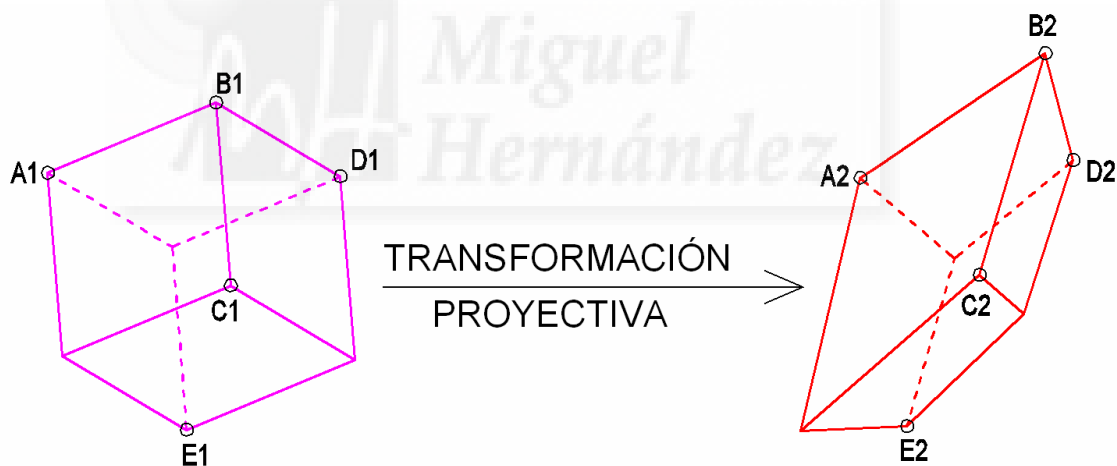 Miguel
Hernández
B1
A1
D1
C1
E1
TRANSFORMACIÓN
PROYECTIVA
B2
A2
D2
C2
E2